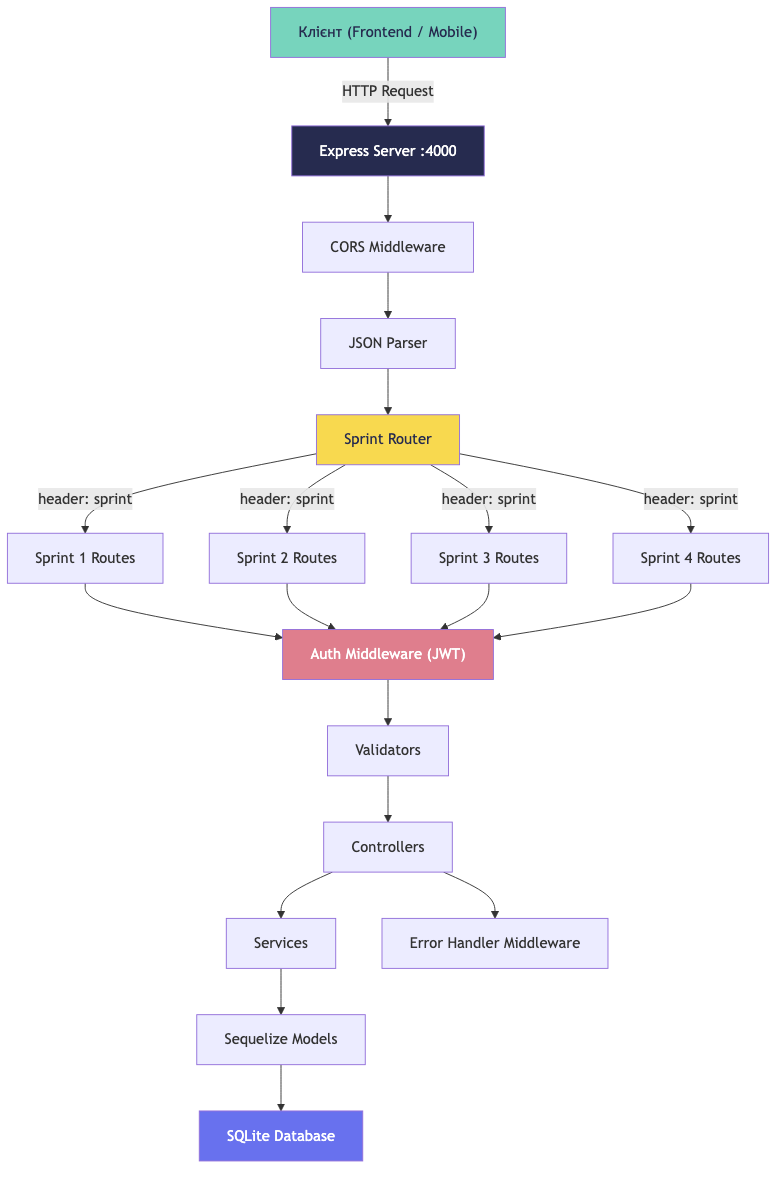 Клієнт (Frontend / Mobile)
HTTP Request
Express Server :4000
CORS Middleware
JSON Parser
Sprint Router
header: sprint
header: sprint
header: sprint
header: sprint
Sprint 1 Routes
Sprint 2 Routes
Sprint 3 Routes
Sprint 4 Routes
Auth Middleware (JWT)
Validators
Controllers
Services
Error Handler Middleware
Sequelize Models
SQLite Database